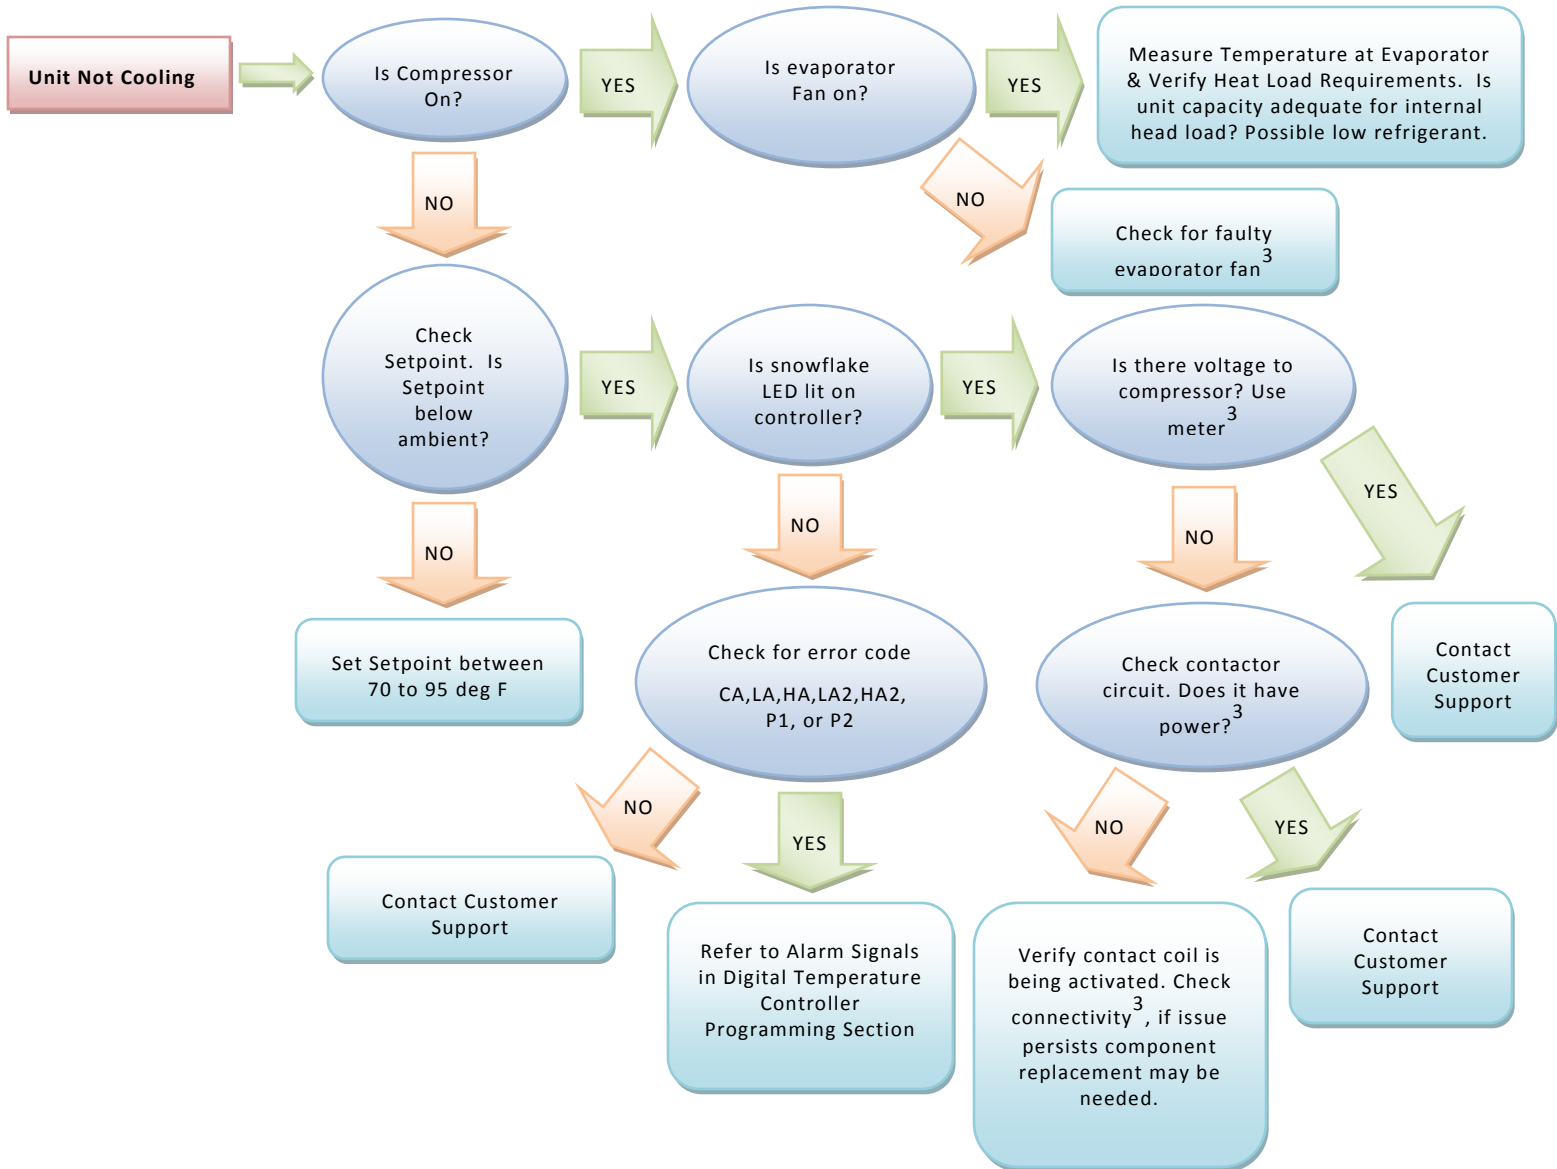 Unit Not Cooling
Is Compressor
On?
YES
Is evaporator
Fan on?
YES
Measure Temperature at Evaporator
& Verify Heat Load Requirements. Is
unit capacity adequate for internal
head load? Possible low refrigerant.
NO
NO
Check for faulty
evaporator fan3
Check
Setpoint. Is
Setpoint
below
ambient?
YES
Is snowflake
LED lit on
controller?
YES
Is there voltage to
compressor? Use
meter3
YES
NO
NO
NO
Set Setpoint between
70 to 95 deg F
Check for error code
CA,LA,HA,LA2,HA2,
P1, or P2
Check contactor
circuit. Does it have
power?3
Contact
Customer
Support
NO
YES
NO
YES
Contact Customer
Support
Refer to Alarm Signals
in Digital Temperature
Controller
Programming Section
Verify contact coil is
being activated. Check
connectivity3, if issue
persists component
replacement may be
needed.
Contact
Customer
Support